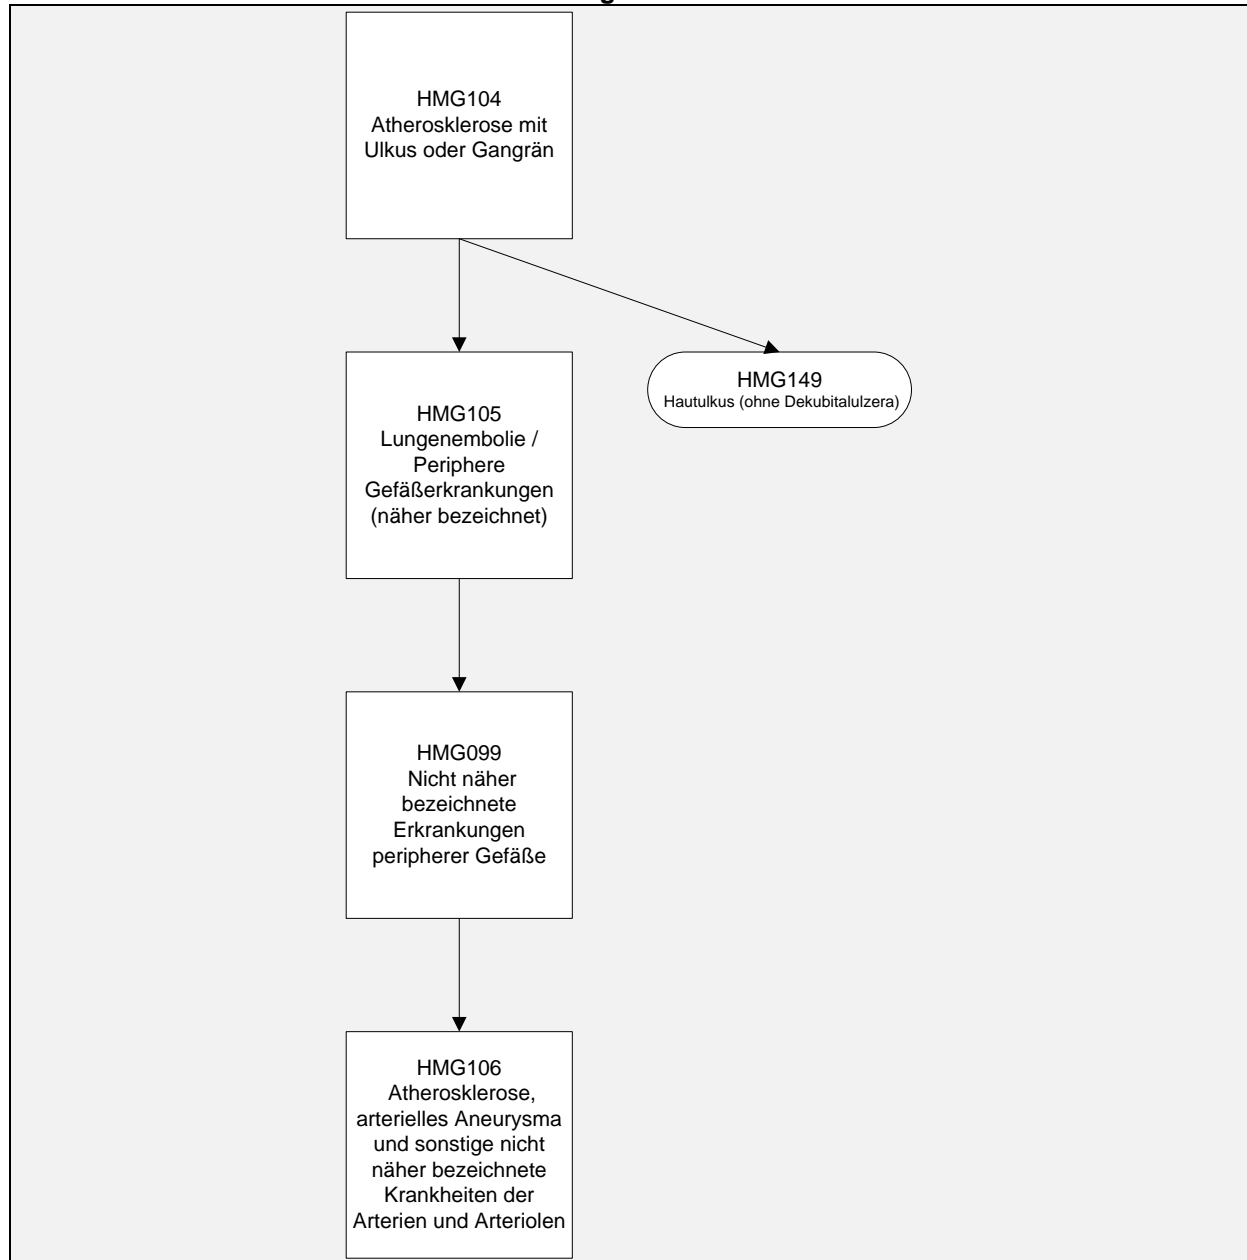 HMG104
Atherosklerose mit
Ulkus oder Gangrän
HMG105
Lungenembolie /
Periphere
Gefäßerkrankungen
(näher bezeichnet)
HMG149
Hautulkus (ohne Dekubitalulzera)
HMG099
Nicht näher
bezeichnete
Erkrankungen
peripherer Gefäße
HMG106
Atherosklerose,
arterielles Aneurysma
und sonstige nicht
näher bezeichnete
Krankheiten der
Arterien und Arteriolen